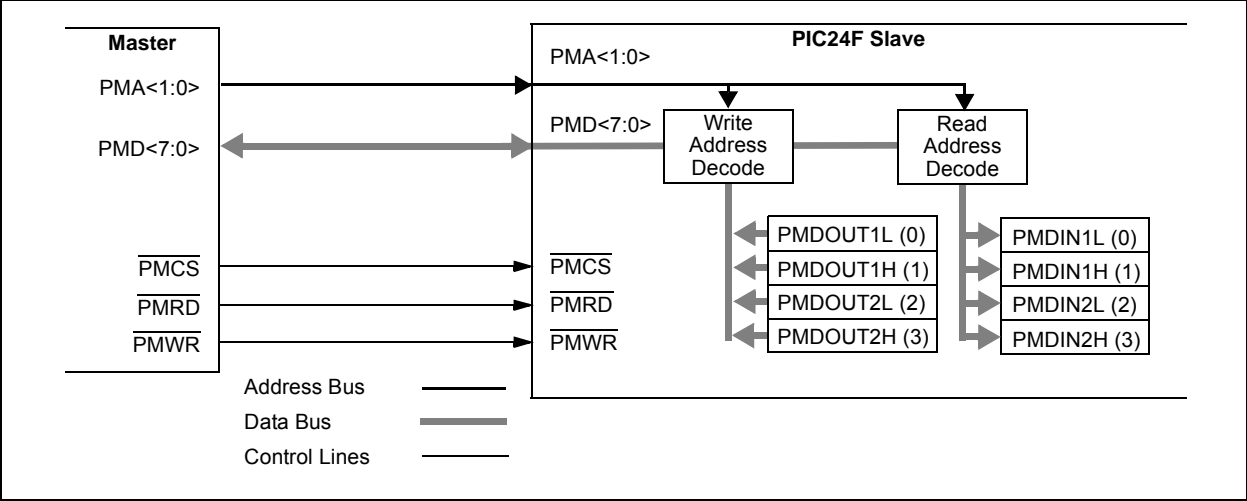 Master
PMA<1:0>
PMD<7:0>
PMCS
PMRD
PMWR
PIC24F Slave
PMA<1:0>
PMD<7:0>
Write
Address
Decode
Read
Address
Decode
PMDOUT1L (0)
PMDOUT1H (1)
PMDOUT2L (2)
PMDOUT2H (3)
PMDIN1L (0)
PMDIN1H (1)
PMDIN2L (2)
PMDIN2H (3)
PMCS
PMRD
PMWR
Address Bus
Data Bus
Control Lines